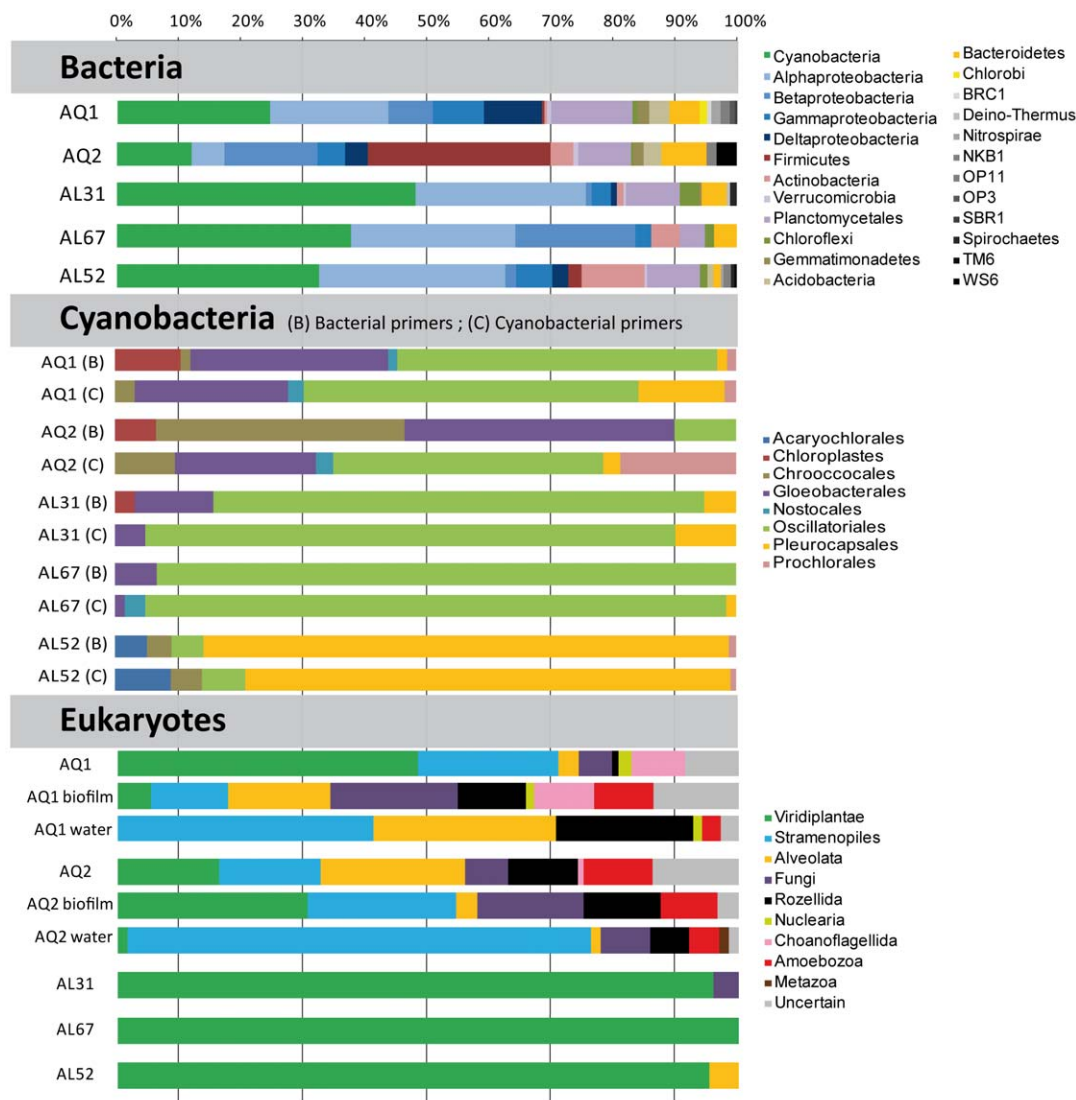 0% 10% 20% 30% 40% 50% 60% 70% 80% 90% 100%
Bacteria
AQ1
AQ2
AL31
AL67
AL52
Cyanobacteria
Alphaproteobacteria
Betaproteobacteria
Gammaproteobacteria
Deltaproteobacteria
Firmicutes
Actinobacteria
Verrucomicrobia
Planctomycetales
Chloroflexi
Gemmatimonadetes
Acidobacteria
Bacteroidetes
Chlorobi
BRC1
Deino-Thermus
Nitrospirae
NKB1
OP11
OP3
SBR1
Spirochaetes
TM6
WS6
Cyanobacteria (B) Bacterial primers ; (C) Cyanobacterial primers
AQ1 (B)
AQ1 (C)
AQ2 (B)
AQ2 (C)
AL31 (B)
AL31 (C)
AL67 (B)
AL67 (C)
AL52 (B)
AL52 (C)
Acaryochlorales
Chloroplastes
Chrooccocales
Gloeobacterales
Nostocales
Oscillatoriales
Pleurocapsales
Prochlorales
Eukaryotes
AQ1
AQ1 biofilm
AQ1 water
AQ2
AQ2 biofilm
AQ2 water
AL31
AL67
AL52
Viridiplantae
Stramenopiles
Alveolata
Fungi
Rozellida
Nuclearia
Choanoflagellida
Amoebozoa
Metazoa
Uncertain